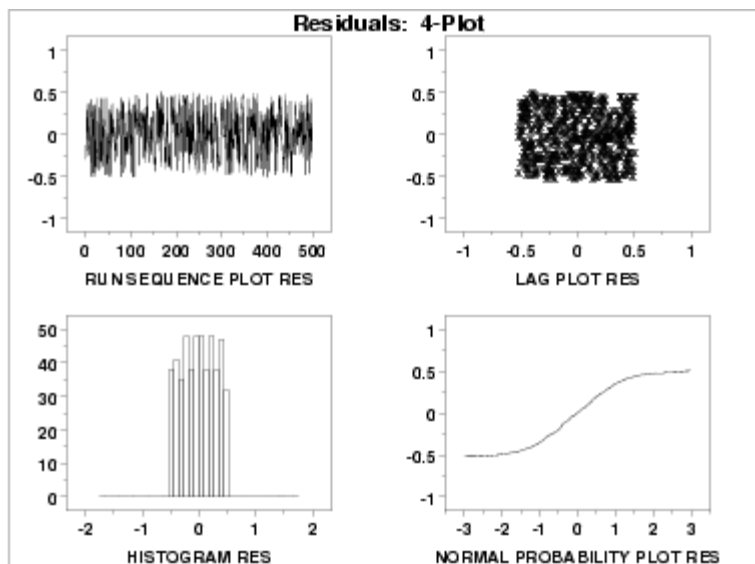 Residuals: 4-Plot
1
0.5
0
-0.5
-1
0 100 200 300 400 500
RUN SEQUENCE PLOT RES
1
0.5
0
-0.5
-1
-1 -0.5 0 0.5 1
LAG PLOT RES
50
40
30
20
10
0
-2 -1 0 1 2
HISTOGRAM RES
1
0.5
0
-0.5
-1
-3 -2 -1 0 1 2 3
NORMAL PROBABILITY PLOT RES